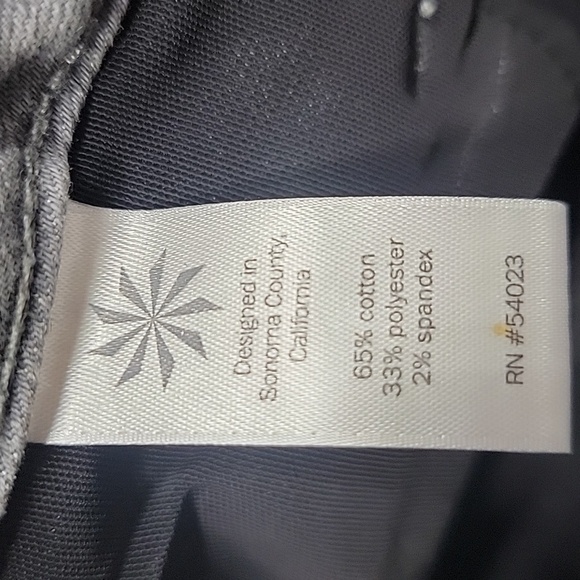 Designed in
Sonoma County,
California
65% cotton
33% polyester
2% spandex
RN #54023